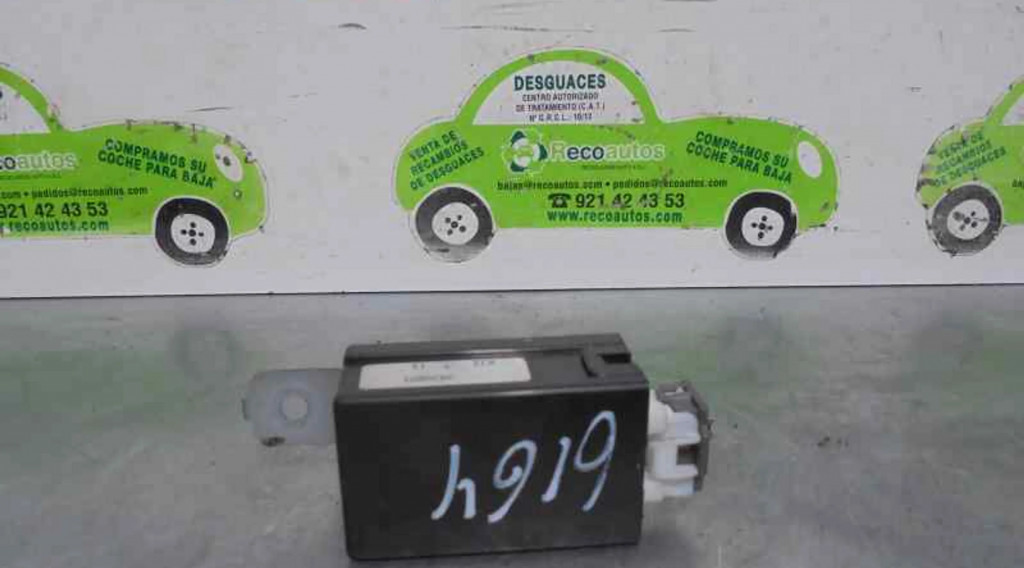 DESGUACES
CENTRO AUTORIZADO
DE TRATAMIENTO (C.A.T.)
VENTA DE
RECAMBIOS
DE DESGUACES
Recoautos
COMPRAMOS SU
COCHE PARA BAJA
bajas@recoautos.com • pedidos@recoautos.com
☎ 921 42 43 53
www.recoautos.com
coautos
COMPRAMOS SU
COCHE PARA BAJA
.com • pedidos@recoautos.com
921 42 43 53
recoautos.com
VENTA DE
RECAMBIOS
DE DESGUACES